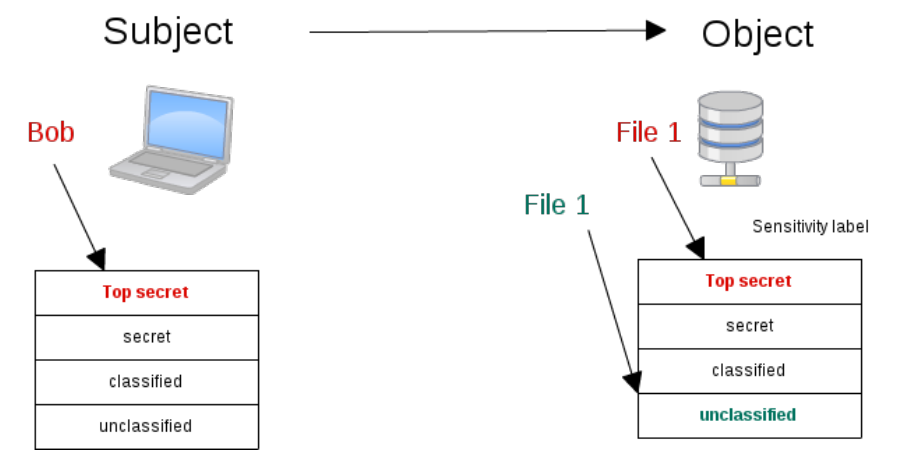 Subject
Object
Bob
File 1
File 1
Sensitivity label
Top secret
secret
classified
unclassified
Top secret
secret
classified
unclassified